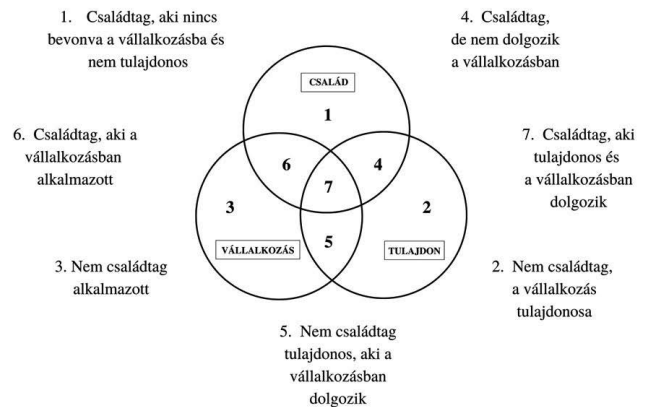 1. Családtag, aki nincs
bevonva a vállalkozásba és
nem tulajdonos
4. Családtag,
de nem dolgozik
a vállalkozásban
CSALÁD
1
6. Családtag, aki a
vállalkozásban
alkalmazott
6
4
7
7. Családtag, aki
tulajdonos és
a vállalkozásban
dolgozik
3
2
5
VÁLLALKOZÁS
TULAJDON
3. Nem családtag
alkalmazott
2. Nem családtag,
a vállalkozás
tulajdonosa
5. Nem családtag
tulajdonos, aki a
vállalkozásban
dolgozik